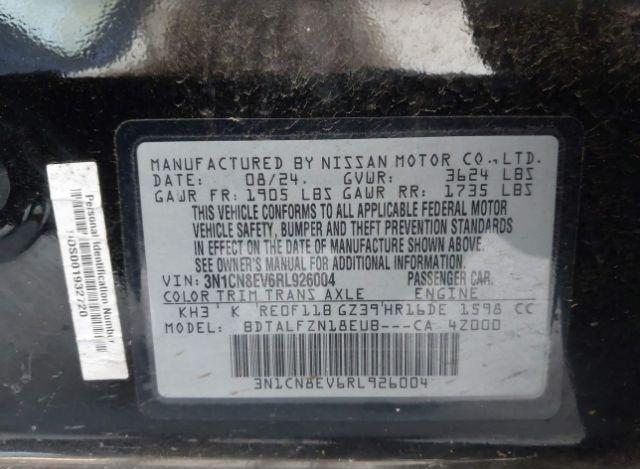 MANUFACTURED BY NISSAN MOTOR CO.,LTD.
DATE: 08/24. GVWR: 3624 LBS
GAWR FR: 1905 LBS GAWR RR: 1735 LBS
THIS VEHICLE CONFORMS TO ALL APPLICABLE FEDERAL MOTOR
VEHICLE SAFETY, BUMPER AND THEFT PREVENTION STANDARDS
IN EFFECT ON THE DATE OF MANUFACTURE SHOWN ABOVE.
SEE OWNER'S MANUAL FOR ADDITIONAL INFORMATION.
VIN: 3N1CN8EV6RL926004 PASSENGER CAR.
COLOR TRIM TRANS AXLE ENGINE
KH3 K RE0F11B GZ39 HR16DE 1598 CC
MODEL: BDTALFZN18EUB---CA 4Z000
3N1CN8EV6RL926004
Personal Identification Number